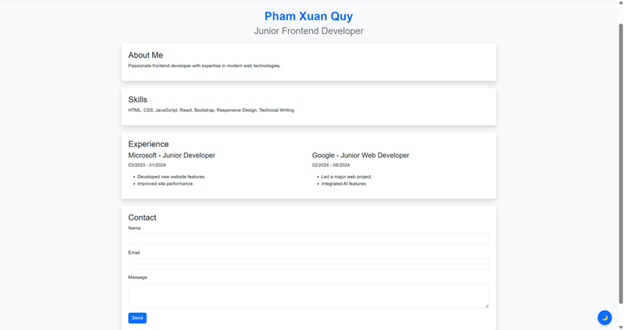 Pham Xuan Quy
Junior Frontend Developer
About Me
Passionate frontend developer with expertise in modern web technologies.
Skills
HTML, CSS, JavaScript, React, Bootstrap, Responsive Design, Technical Writing
Experience
Microsoft - Junior Developer
03/2023 - 01/2024
Developed new website features.
Improved site performance.
Google - Junior Web Developer
02/2024 - 08/2024
Led a major web project.
Integrated AI features.
Contact
Name
Email
Message
Send